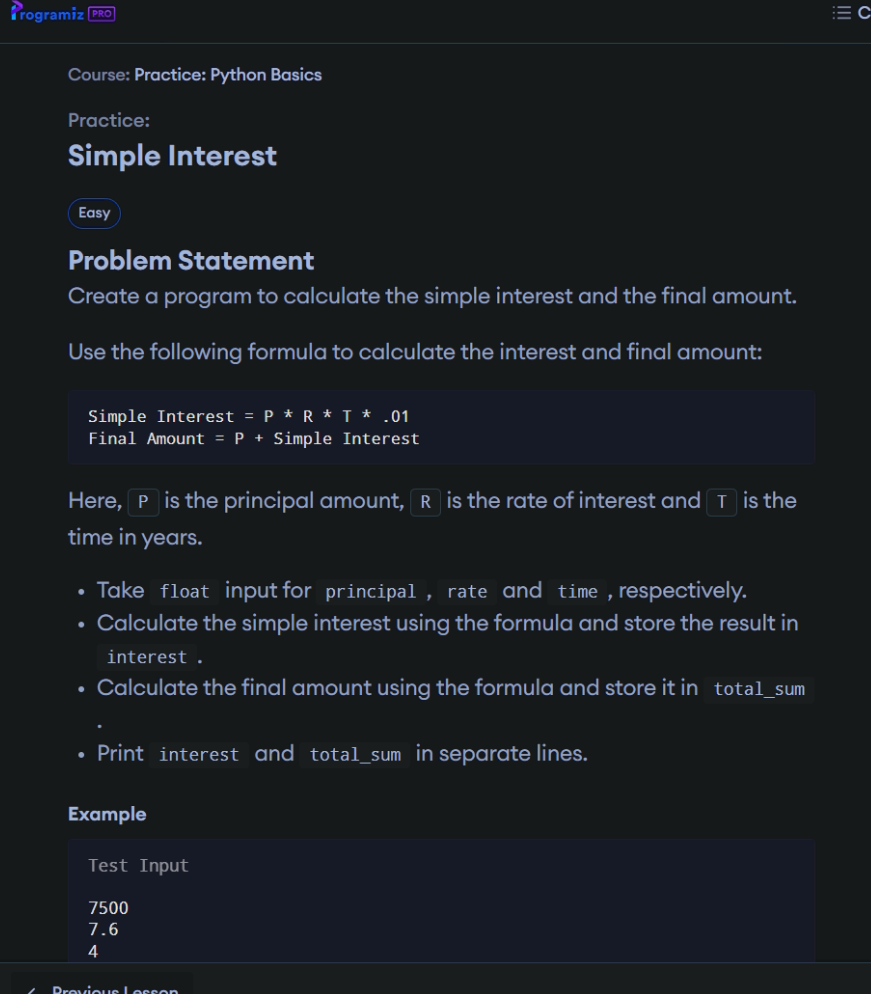 Programiz PRO
C
Course: Practice: Python Basics
Practice:
Simple Interest
Easy
Problem Statement
Create a program to calculate the simple interest and the final amount.
Use the following formula to calculate the interest and final amount:
Simple Interest = P * R * T * .01
Final Amount = P + Simple Interest
Here, P is the principal amount, R is the rate of interest and T is the
time in years.
• Take float input for principal , rate and time , respectively.
• Calculate the simple interest using the formula and store the result in
interest .
• Calculate the final amount using the formula and store it in total_sum
.
• Print interest and total_sum in separate lines.
Example
Test Input
7500
7.6
4
Previous Lesson